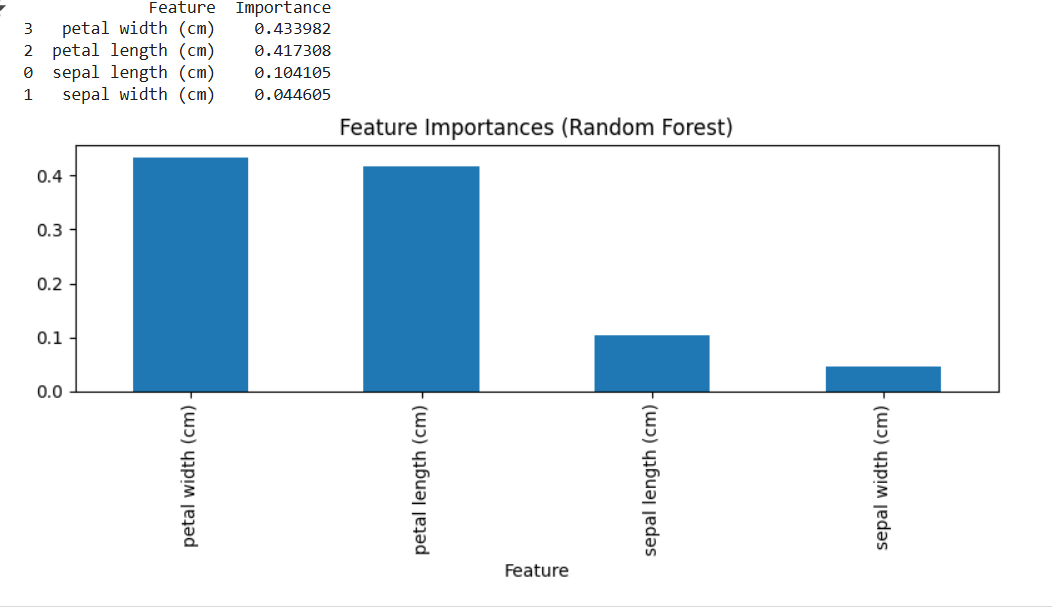 Feature Importance
3 petal width (cm) 0.433982
2 petal length (cm) 0.417308
0 sepal length (cm) 0.104105
1 sepal width (cm) 0.044605
Feature Importances (Random Forest)
0.4
0.3
0.2
0.1
0.0
petal width (cm)
petal length (cm)
sepal length (cm)
sepal width (cm)
Feature